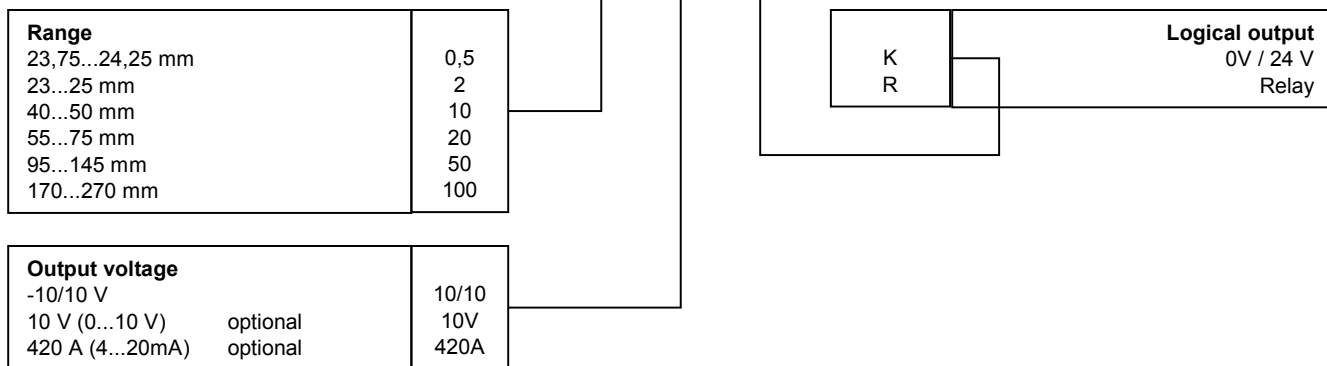 Range
23,75...24,25 mm 0,5
23...25 mm 2
40...50 mm 10
55...75 mm 20
95...145 mm 50
170...270 mm 100
Logical output
K 0V / 24 V
R Relay
Output voltage
-10/10 V 10/10
10 V (0...10 V) optional 10V
420 A (4...20mA) optional 420A